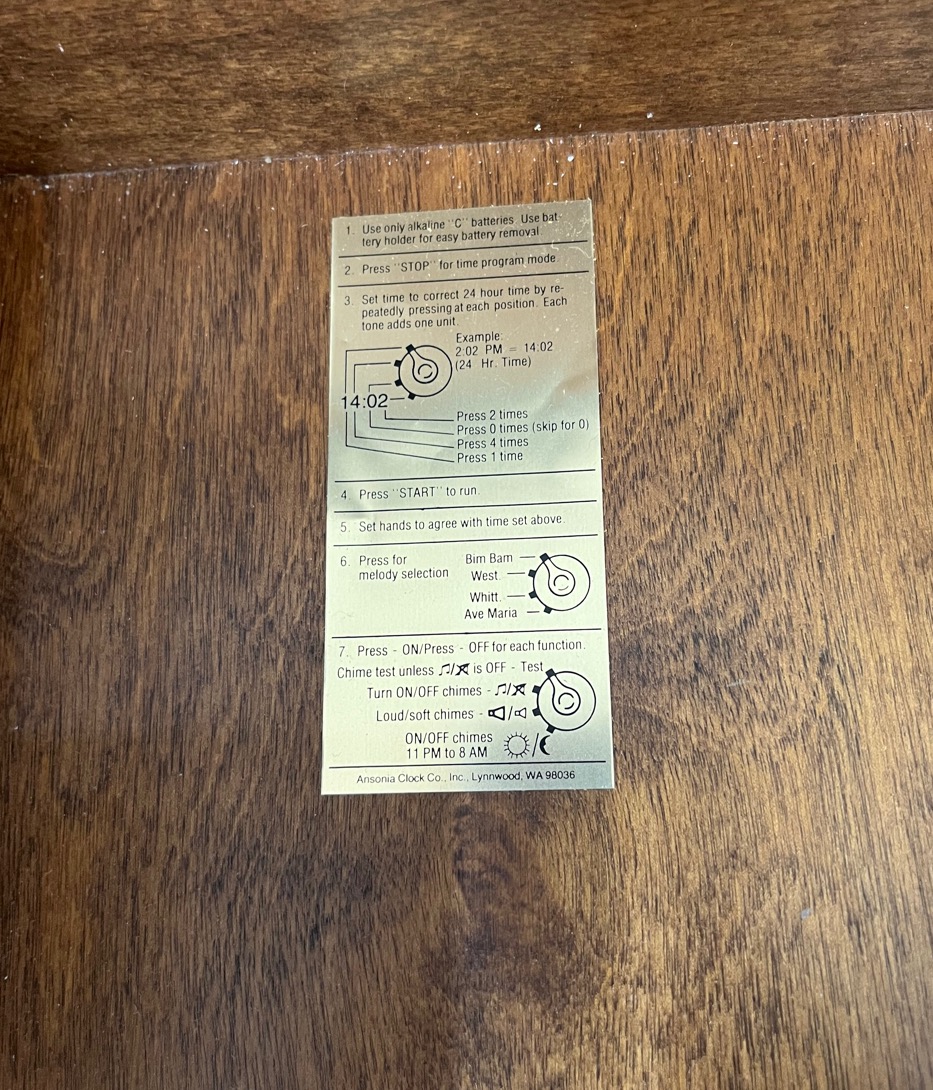 1. Use only alkaline "C" batteries. Use bat-
tery holder for easy battery removal.
2. Press "STOP" for time program mode.
3. Set time to correct 24 hour time by re-
peatedly pressing at each position. Each
tone adds one unit.
Example:
2:02 PM = 14:02
(24 Hr. Time)
14:02
Press 2 times
Press 0 times (skip for 0)
Press 4 times
Press 1 time
4. Press "START" to run.
5. Set hands to agree with time set above.
6. Press for
melody selection
Bim Bam
West.
Whitt.
Ave Maria
7. Press - ON/Press - OFF for each function.
Chime test unless ♫/♫ is OFF - Test
Turn ON/OFF chimes - ♫/♫
Loud/soft chimes -
ON/OFF chimes
11 PM to 8 AM
Ansonia Clock Co., Inc., Lynnwood, WA 98036